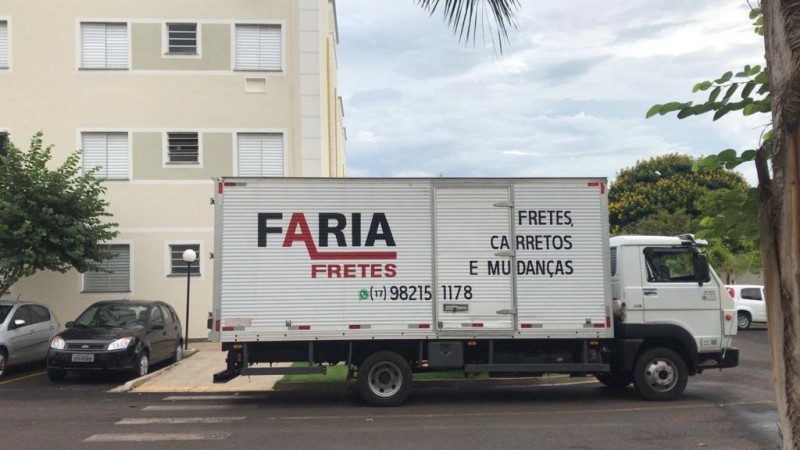 FARIA
FRETES
(17) 98215 1178
FRETES,
CARRETOS
E MUDANÇAS